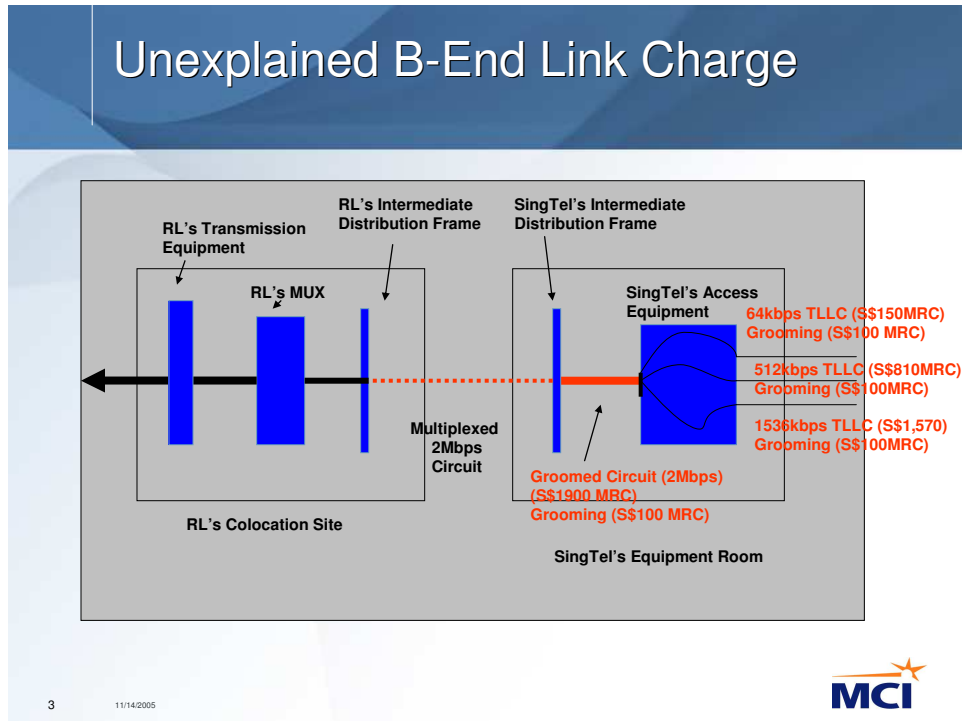 Unexplained B-End Link Charge
RL's Transmission
Equipment
RL's Intermediate
Distribution Frame
SingTel's Intermediate
Distribution Frame
RL's MUX
SingTel's Access
Equipment
64kbps TLLC (S$150MRC)
Grooming (S$100 MRC)
512kbps TLLC (S$810MRC)
Grooming (S$100MRC)
1536kbps TLLC (S$1,570)
Grooming (S$100MRC)
Multiplexed
2Mbps
Circuit
Groomed Circuit (2Mbps)
(S$1900 MRC)
Grooming (S$100 MRC)
RL's Colocation Site
SingTel's Equipment Room
3
11/14/2005
MCI